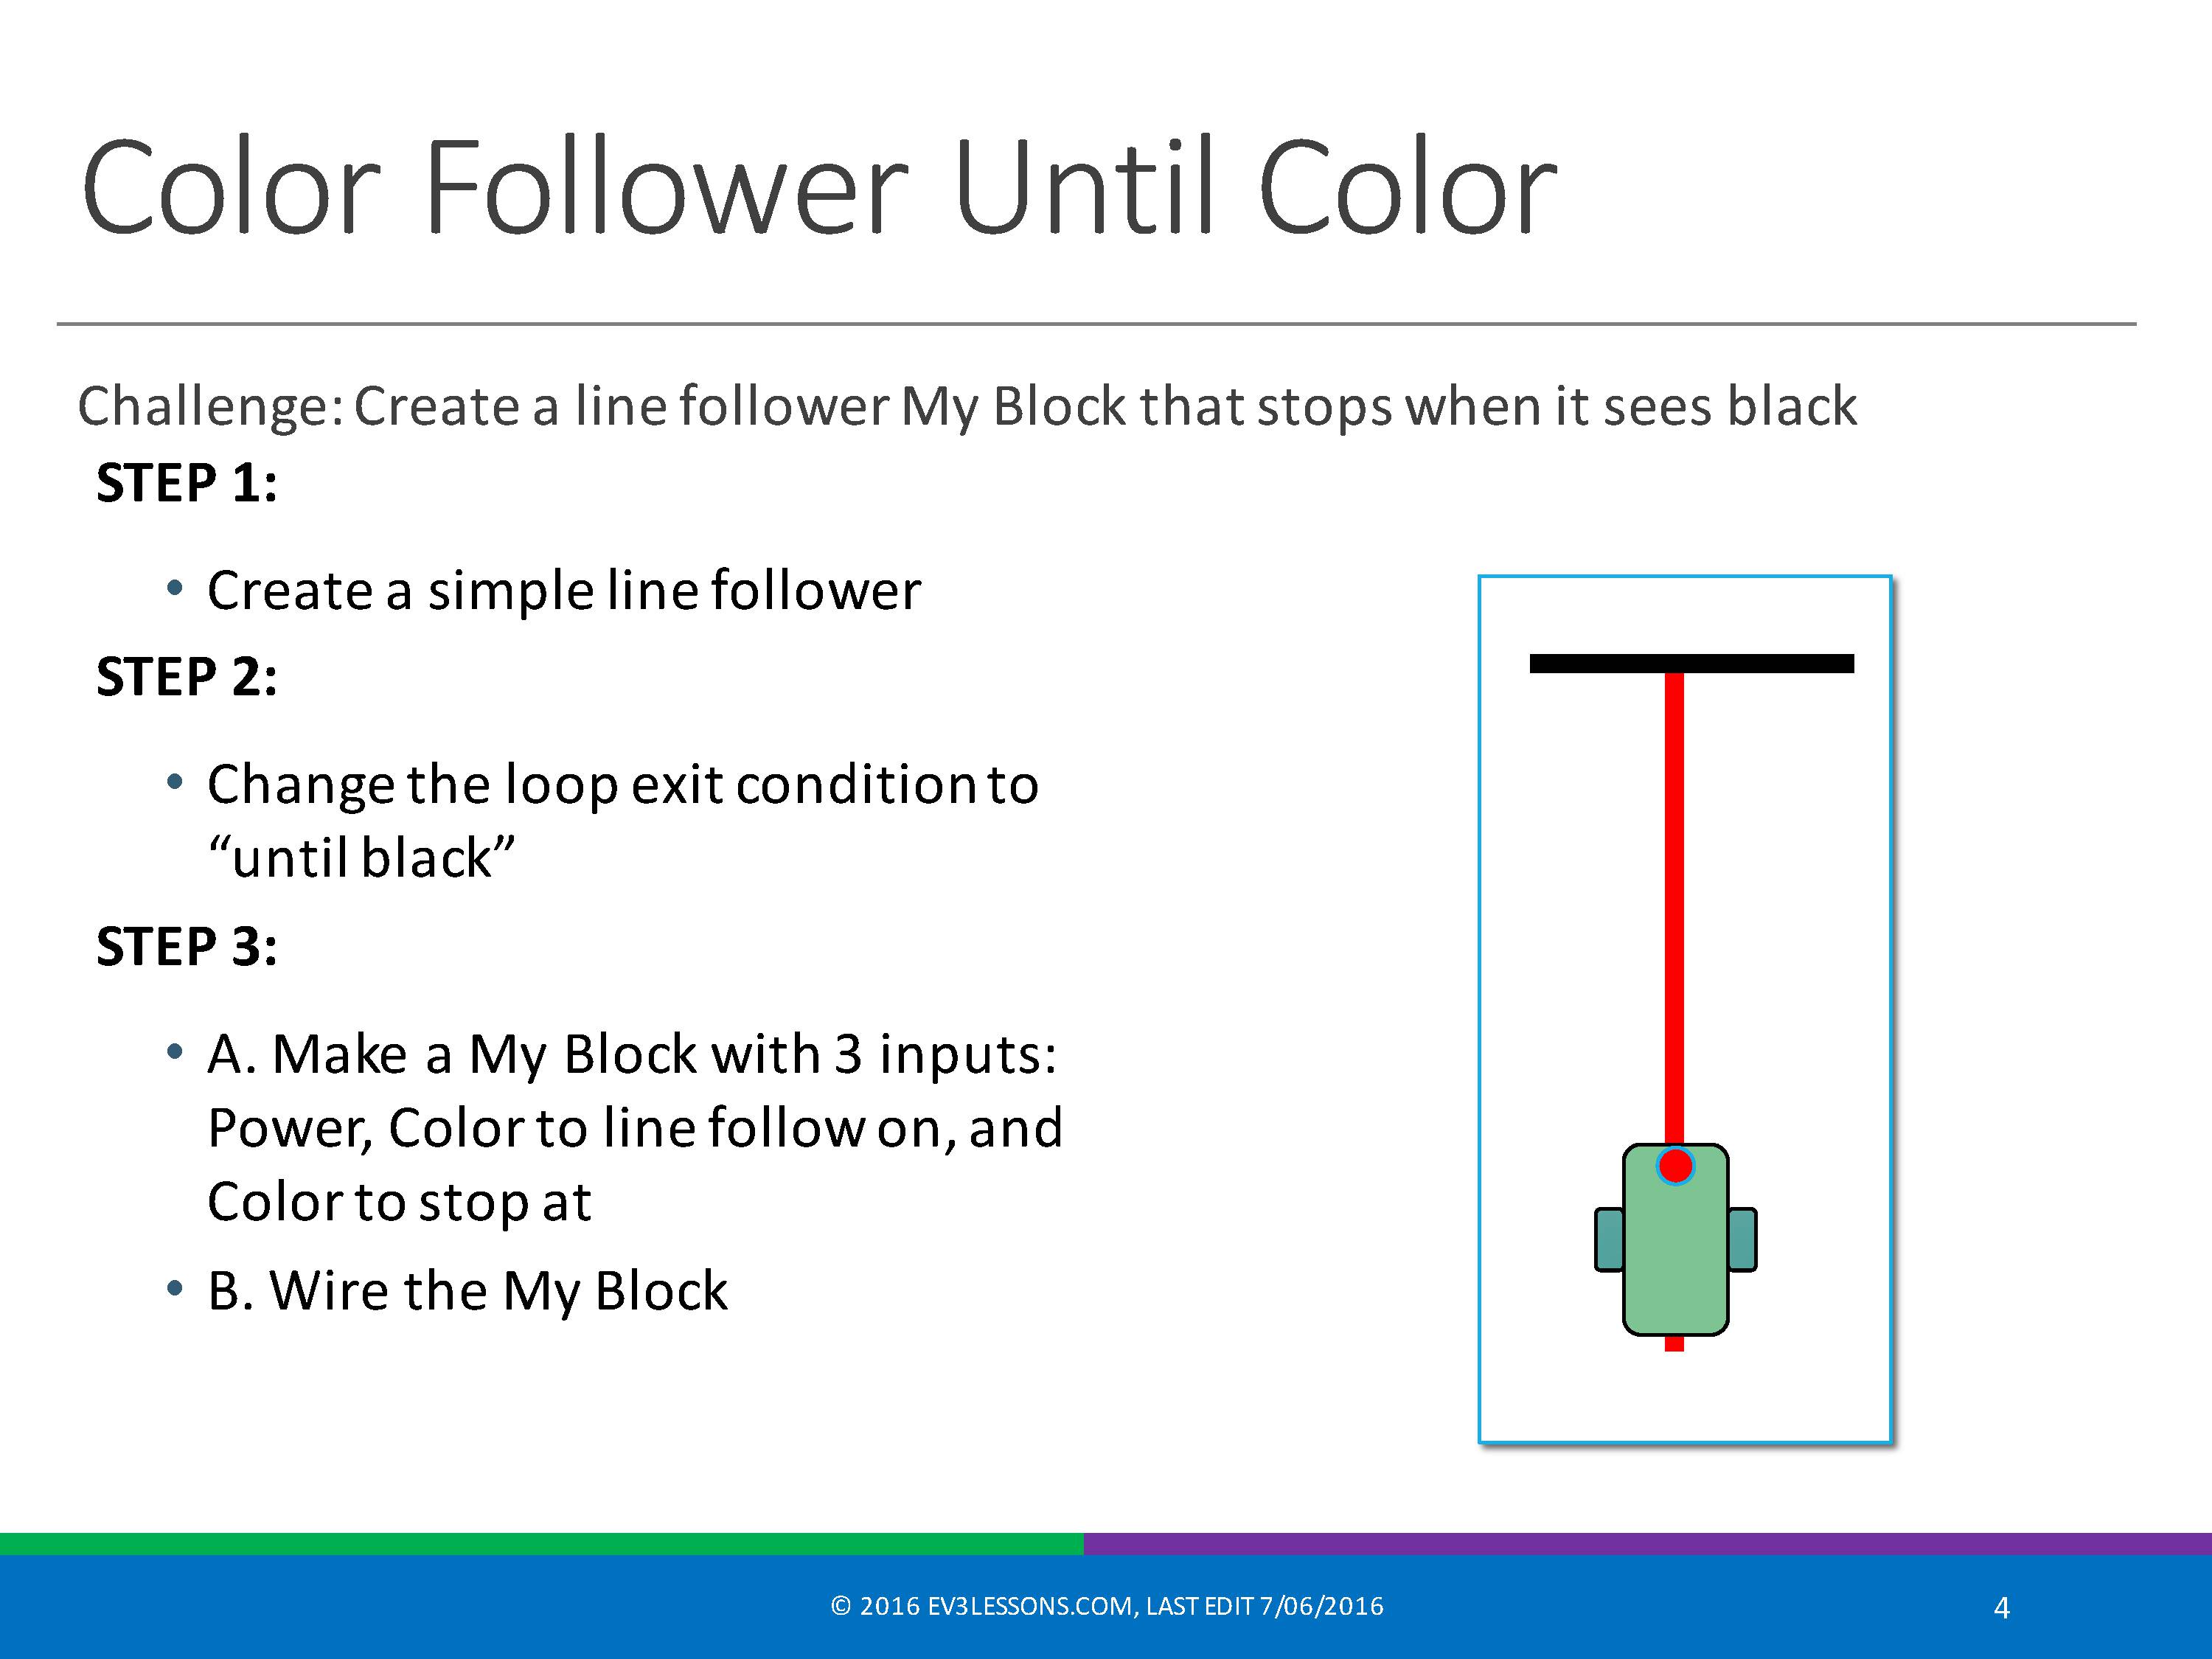 Color Follower Until Color
Challenge: Create a line follower My Block that stops when it sees black
STEP 1:
• Create a simple line follower
STEP 2:
• Change the loop exit condition to
“until black”
STEP 3:
• A. Make a My Block with 3 inputs:
Power, Color to line follow on, and
Color to stop at
• B. Wire the My Block
© 2016 EV3LESSONS.COM, LAST EDIT 7/06/2016
4